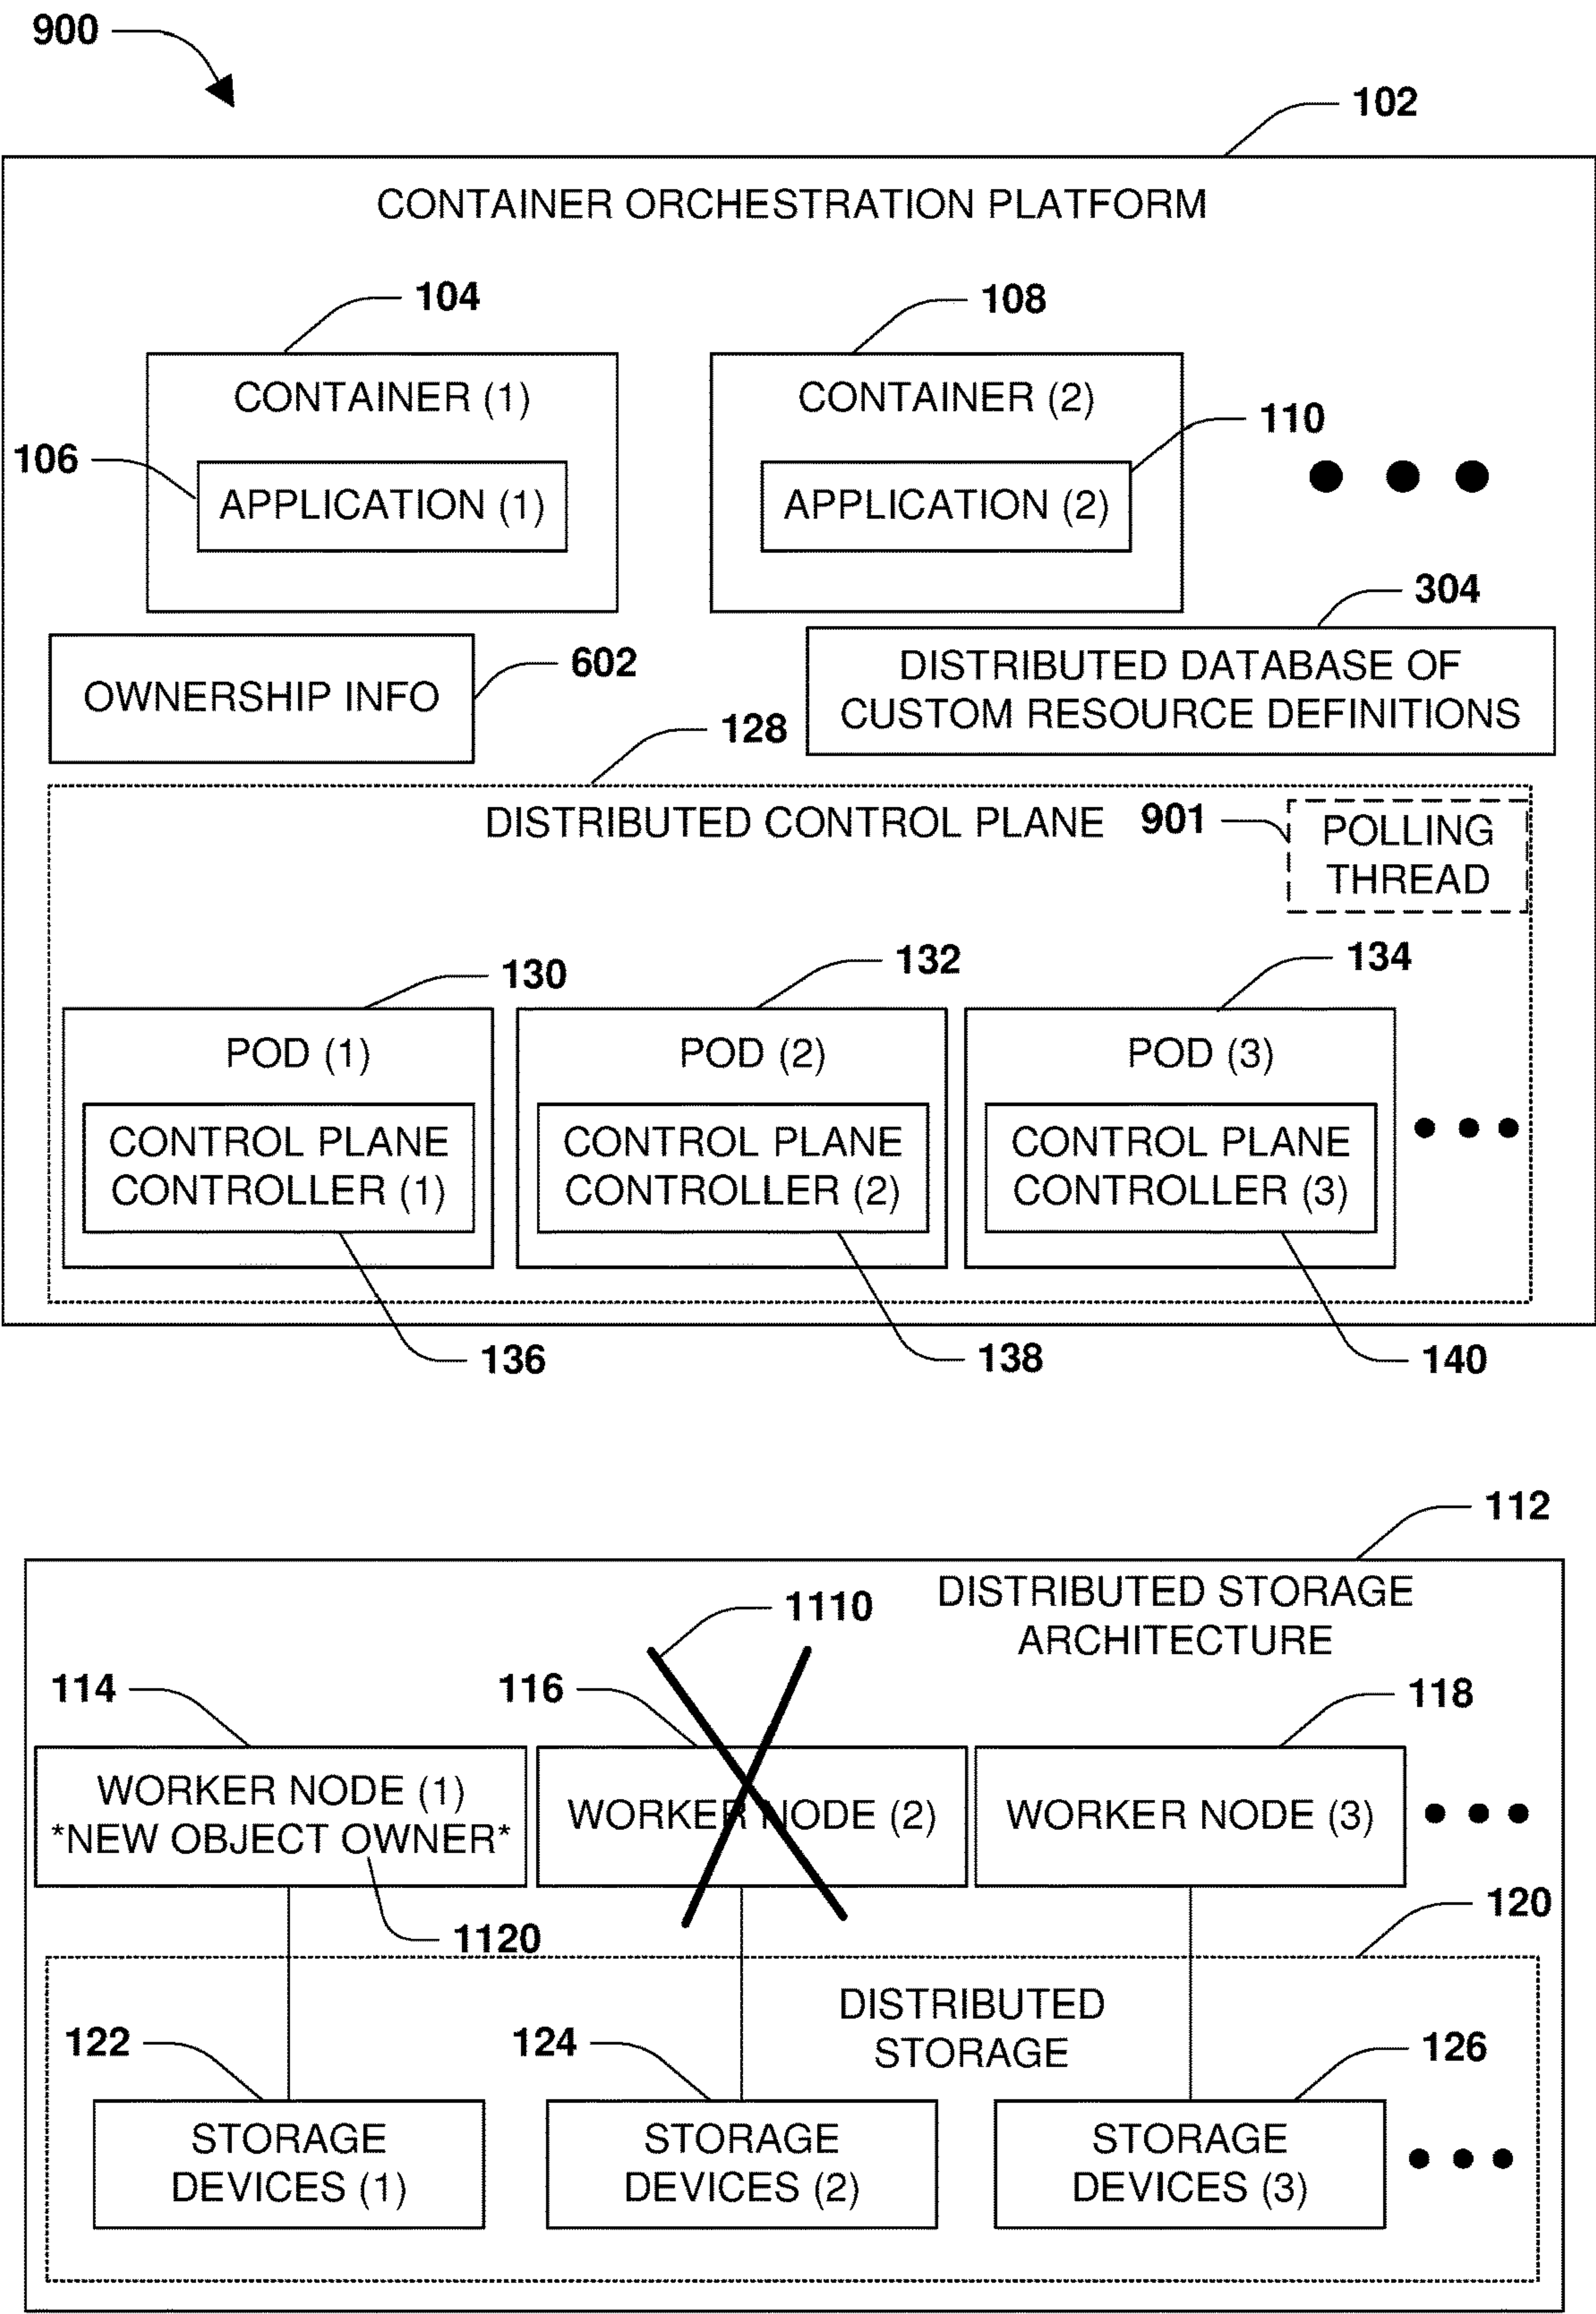 900
102
CONTAINER ORCHESTRATION PLATFORM
104
108
CONTAINER (1)
CONTAINER (2)
110
106
APPLICATION (1)
APPLICATION (2)
304
602
OWNERSHIP INFO
DISTRIBUTED DATABASE OF
CUSTOM RESOURCE DEFINITIONS
128
DISTRIBUTED CONTROL PLANE
901
POLLING
THREAD
130
132
134
POD (1)
POD (2)
POD (3)
CONTROL PLANE
CONTROLLER (1)
CONTROL PLANE
CONTROLLER (2)
CONTROL PLANE
CONTROLLER (3)
136
138
140
112
DISTRIBUTED STORAGE
ARCHITECTURE
1110
114
116
118
WORKER NODE (1)
*NEW OBJECT OWNER*
WORKER NODE (2)
WORKER NODE (3)
1120
120
DISTRIBUTED
STORAGE
122
124
126
STORAGE
DEVICES (1)
STORAGE
DEVICES (2)
STORAGE
DEVICES (3)